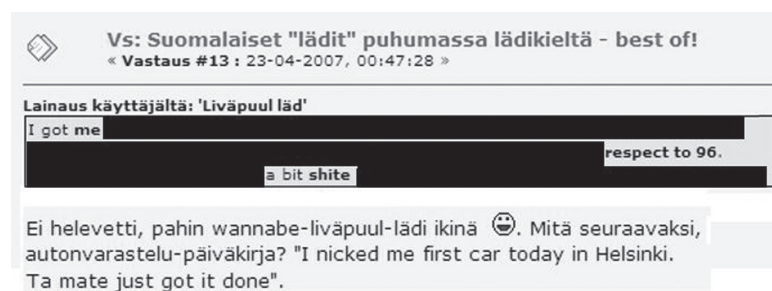 Vs: Suomalaiset "lädit" puhumassa lädikieltä - best of!
« Vastaus #13 : 23-04-2007, 00:47:28 »
Lainaus käyttäjältä: 'Liväpuul läd'
I got me
respect to 96.
a bit shite
Ei helevetti, pahin wannabe-liväpuul-lädi ikinä 😀. Mitä seuraavaksi,
autonvarastelu-päiväkirja? "I nicked me first car today in Helsinki.
Ta mate just got it done".